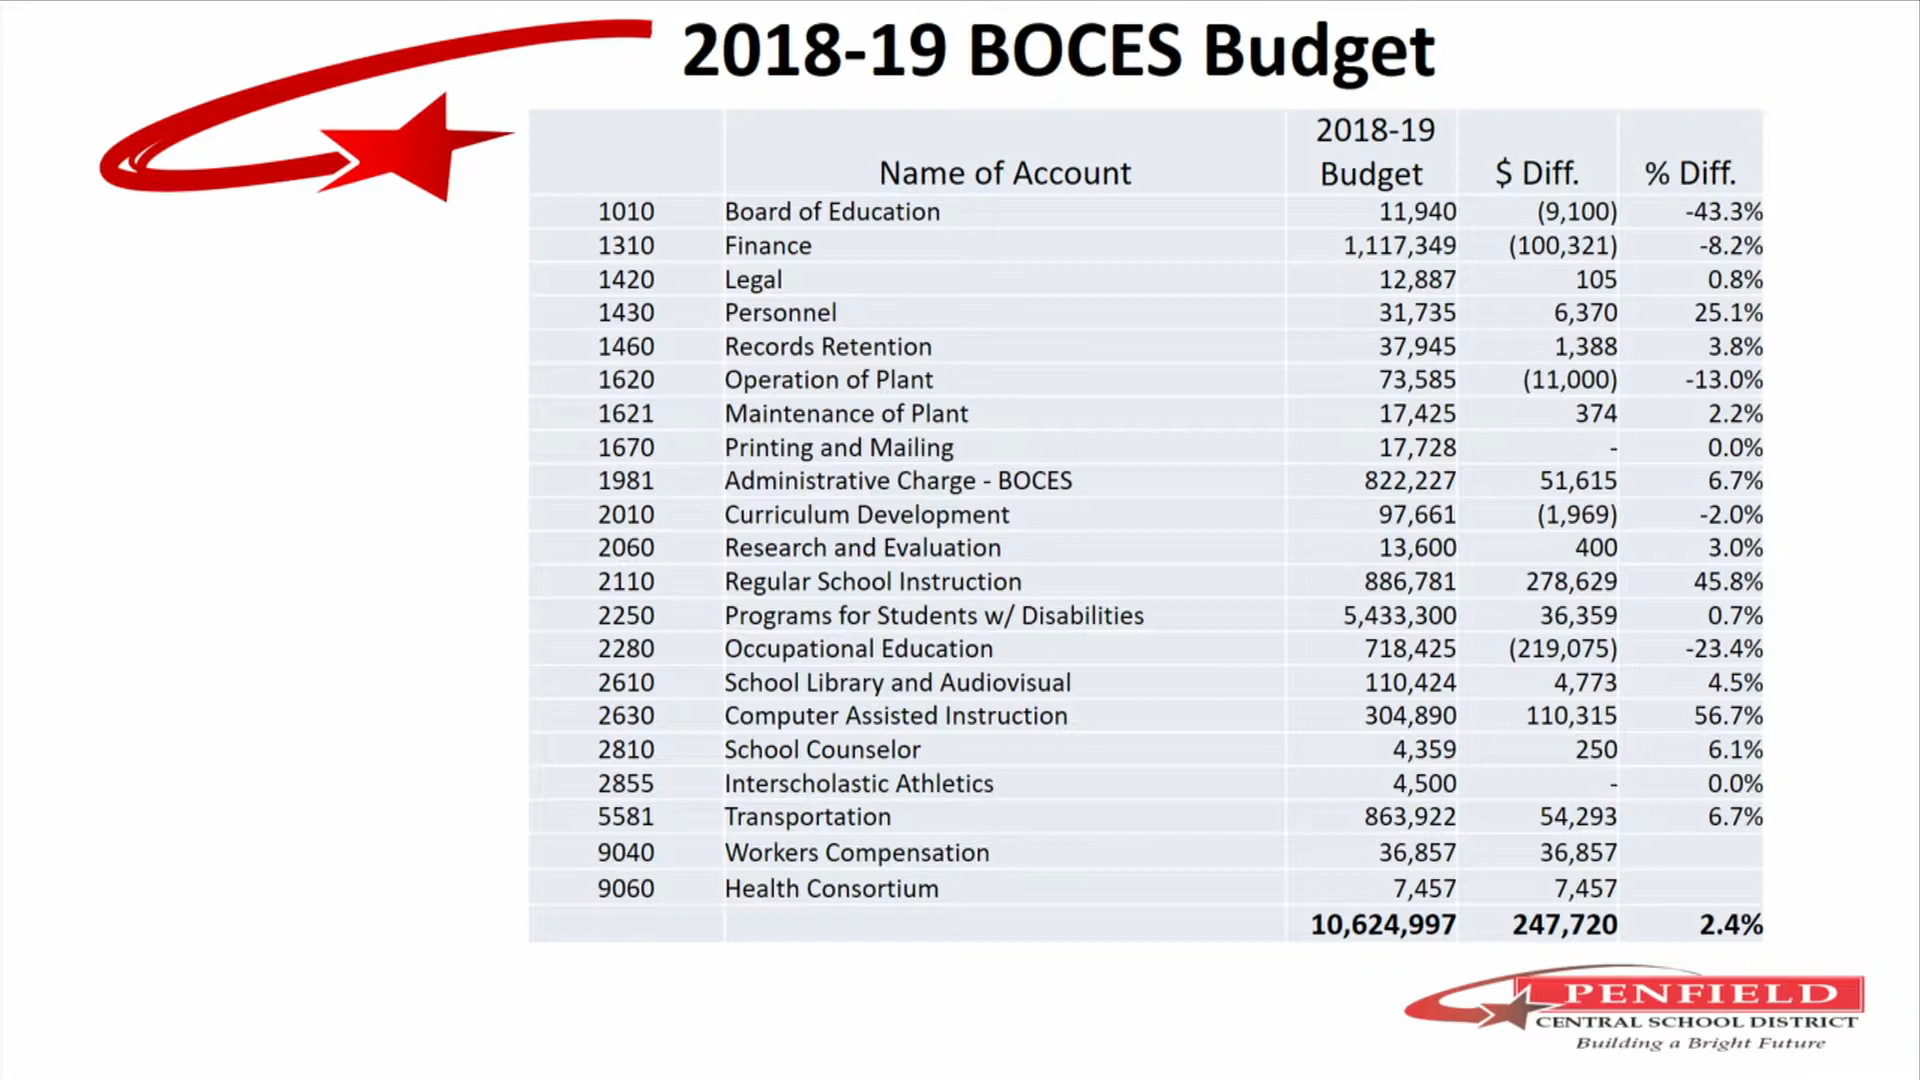 2018-19 BOCES Budget
Name of Account 2018-19 Budget $ Diff. % Diff.
1010 Board of Education 11,940 (9,100) -43.3%
1310 Finance 1,117,349 (100,321) -8.2%
1420 Legal 12,887 105 0.8%
1430 Personnel 31,735 6,370 25.1%
1460 Records Retention 37,945 1,388 3.8%
1620 Operation of Plant 73,585 (11,000) -13.0%
1621 Maintenance of Plant 17,425 374 2.2%
1670 Printing and Mailing 17,728 - 0.0%
1981 Administrative Charge - BOCES 822,227 51,615 6.7%
2010 Curriculum Development 97,661 (1,969) -2.0%
2060 Research and Evaluation 13,600 400 3.0%
2110 Regular School Instruction 886,781 278,629 45.8%
2250 Programs for Students w/ Disabilities 5,433,300 36,359 0.7%
2280 Occupational Education 718,425 (219,075) -23.4%
2610 School Library and Audiovisual 110,424 4,773 4.5%
2630 Computer Assisted Instruction 304,890 110,315 56.7%
2810 School Counselor 4,359 250 6.1%
2855 Interscholastic Athletics 4,500 - 0.0%
5581 Transportation 863,922 54,293 6.7%
9040 Workers Compensation 36,857 36,857
9060 Health Consortium 7,457 7,457
10,624,997 247,720 2.4%
PENFIELD
CENTRAL SCHOOL DISTRICT
Building a Bright Future